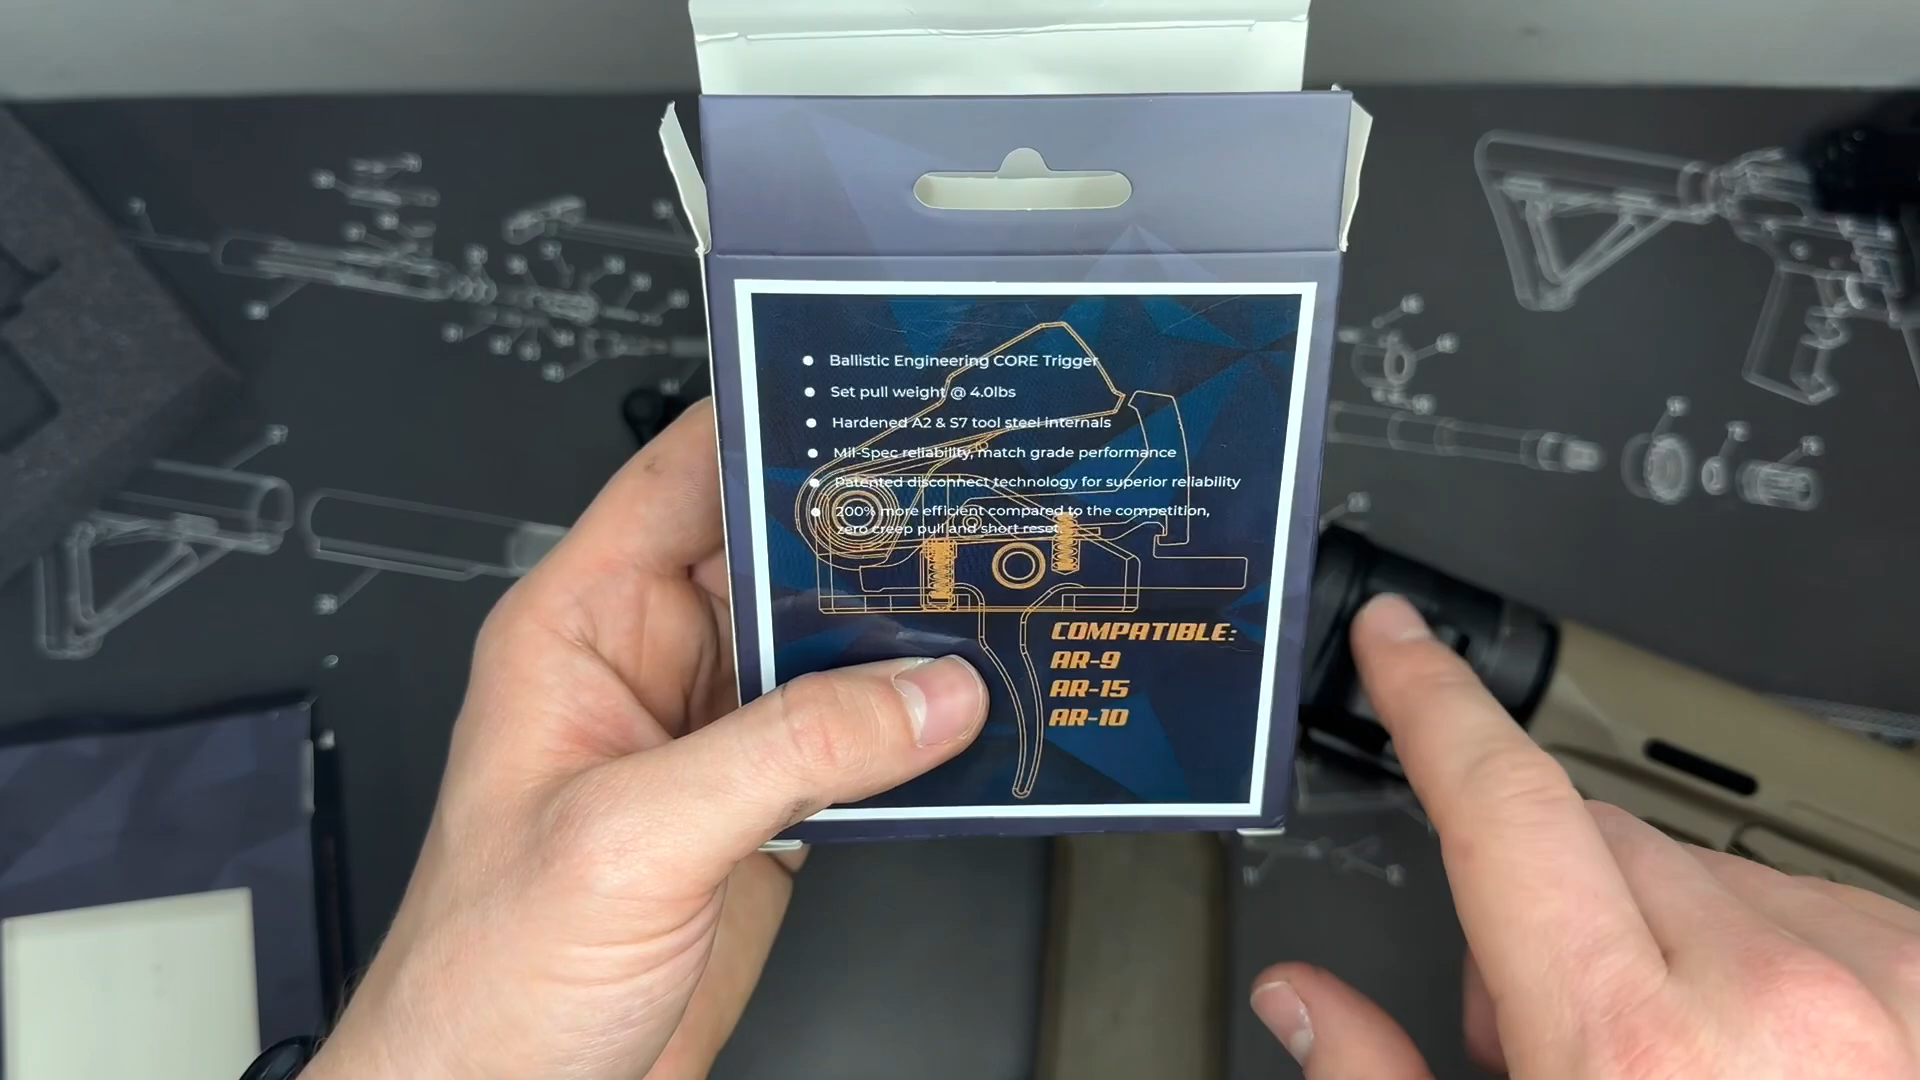 Ballistic Engineering CORE Trigger
Set pull weight @ 4.0lbs
Hardened A2 & S7 tool steel internals
Mil-Spec reliability, match grade performance
Patented disconnect technology for superior reliability
200% more efficient compared to the competition,
zero creep pull and short reset.
COMPATIBLE:
AR-9
AR-15
AR-10